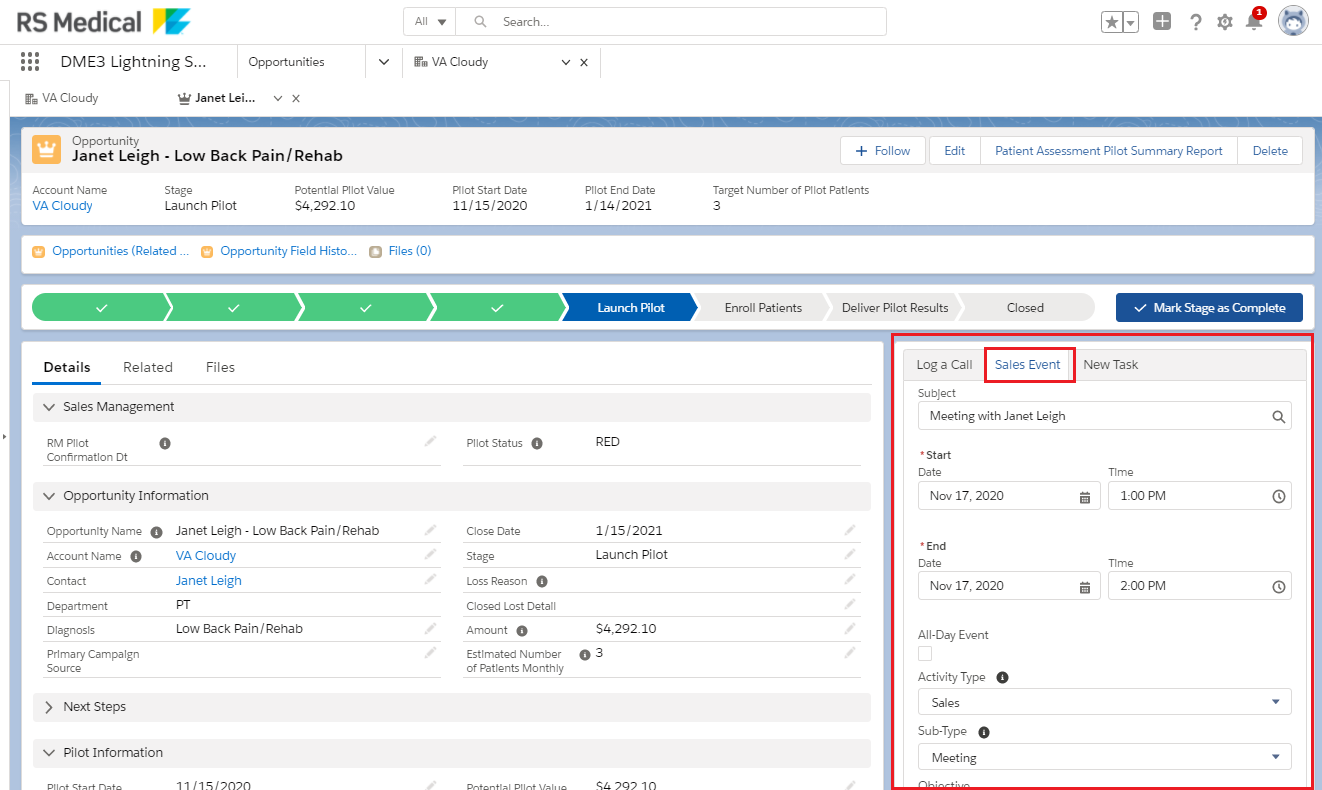 RS Medical
All
Search...
1
DME3 Lightning S...
Opportunities
VA Cloudy
VA Cloudy
Janet Lei...
Opportunity
Janet Leigh - Low Back Pain/Rehab
Follow
Edit
Patient Assessment Pilot Summary Report
Delete
Account Name
VA Cloudy
Stage
Launch Pilot
Potential Pilot Value
$4,292.10
Pilot Start Date
11/15/2020
Pilot End Date
1/14/2021
Target Number of Pilot Patients
3
Opportunities (Related ...
Opportunity Field Histo...
Files (0)
Launch Pilot
Enroll Patients
Deliver Pilot Results
Closed
Mark Stage as Complete
Details
Related
Files
Sales Management
RM Pilot
Confirmation Dt
Pilot Status
RED
Opportunity Information
Opportunity Name
Janet Leigh - Low Back Pain/Rehab
Close Date
1/15/2021
Account Name
VA Cloudy
Stage
Launch Pilot
Contact
Janet Leigh
Loss Reason
Department
PT
Closed Lost Detail
Diagnosis
Low Back Pain/Rehab
Amount
$4,292.10
Primary Campaign
Source
Estimated Number
of Patients Monthly
3
Next Steps
Pilot Information
Pilot Start Date
11/15/2020
Potential Pilot Value
$4,292.10
Log a Call
Sales Event
New Task
Subject
Meeting with Janet Leigh
*Start
Date
Time
Nov 17, 2020
1:00 PM
*End
Date
Time
Nov 17, 2020
2:00 PM
All-Day Event
Activity Type
Sales
Sub-Type
Meeting
Objective